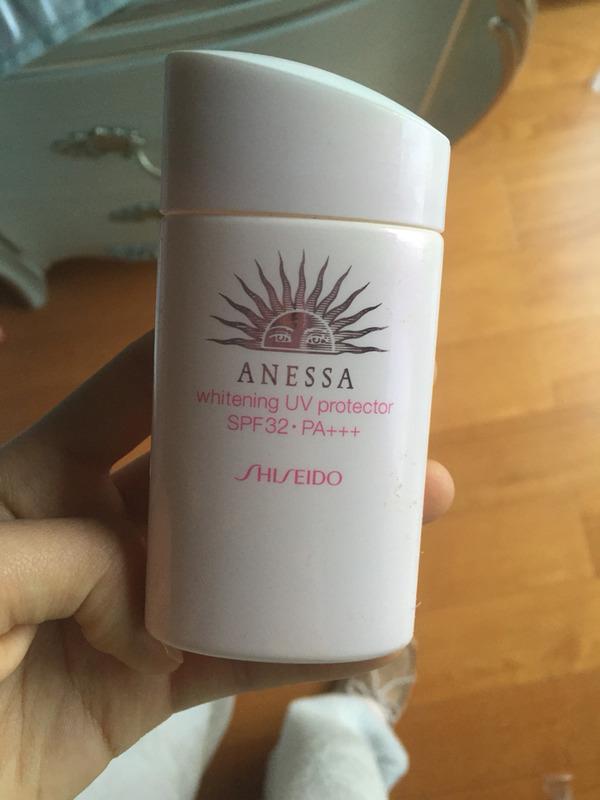 ANESSA
whitening UV protector
SPF32・PA+++
SHISEIDO